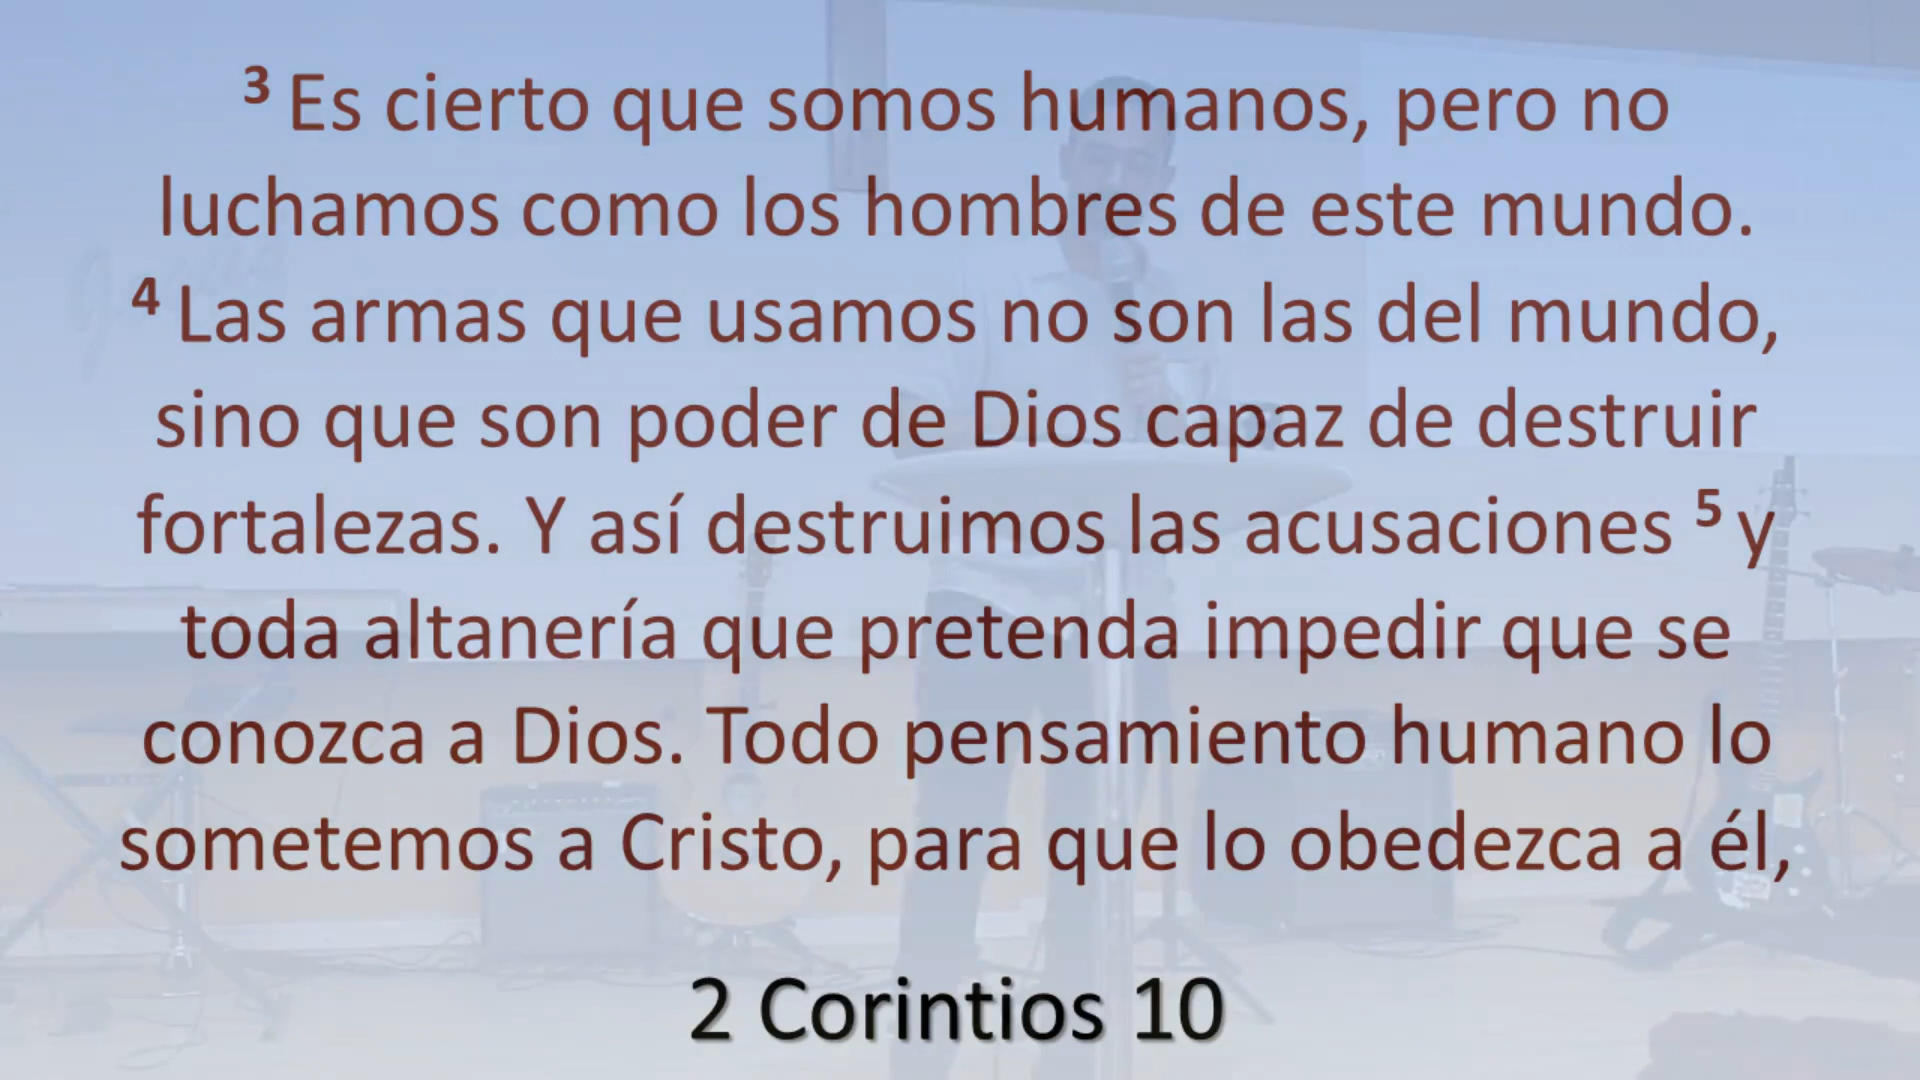 ³ Es cierto que somos humanos, pero no
luchamos como los hombres de este mundo.
⁴ Las armas que usamos no son las del mundo,
sino que son poder de Dios capaz de destruir
fortalezas. Y así destruimos las acusaciones ⁵ y
toda altanería que pretenda impedir que se
conozca a Dios. Todo pensamiento humano lo
sometemos a Cristo, para que lo obedezca a él,
2 Corintios 10